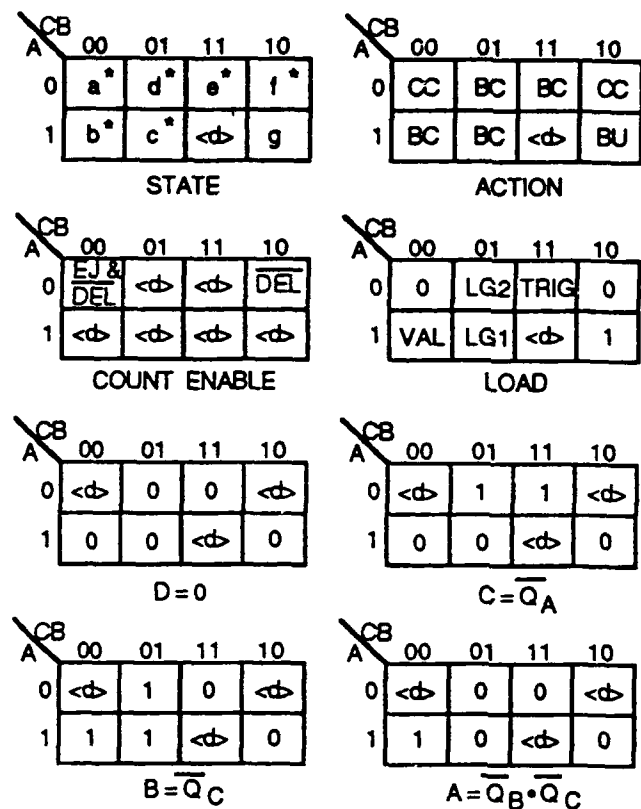 CB
A 00 01 11 10
0 a* d* e* f*
1 b* c* <d> g
STATE
CB
A 00 01 11 10
0 CC BC BC CC
1 BC BC <d> BU
ACTION
CB
A 00 01 11 10
0 EJ & D̅E̅L̅ <d> <d> D̅E̅L̅
1 <d> <d> <d> <d>
COUNT ENABLE
CB
A 00 01 11 10
0 0 LG2 TRIG 0
1 VAL LG1 <d> 1
LOAD
CB
A 00 01 11 10
0 <d> 0 0 <d>
1 0 0 <d> 0
D = 0
CB
A 00 01 11 10
0 <d> 1 1 <d>
1 0 0 <d> 0
C = Q̅A
CB
A 00 01 11 10
0 <d> 1 0 <d>
1 1 1 <d> 0
B = Q̅C
CB
A 00 01 11 10
0 <d> 0 0 <d>
1 1 0 <d> 0
A = Q̅B • Q̅C